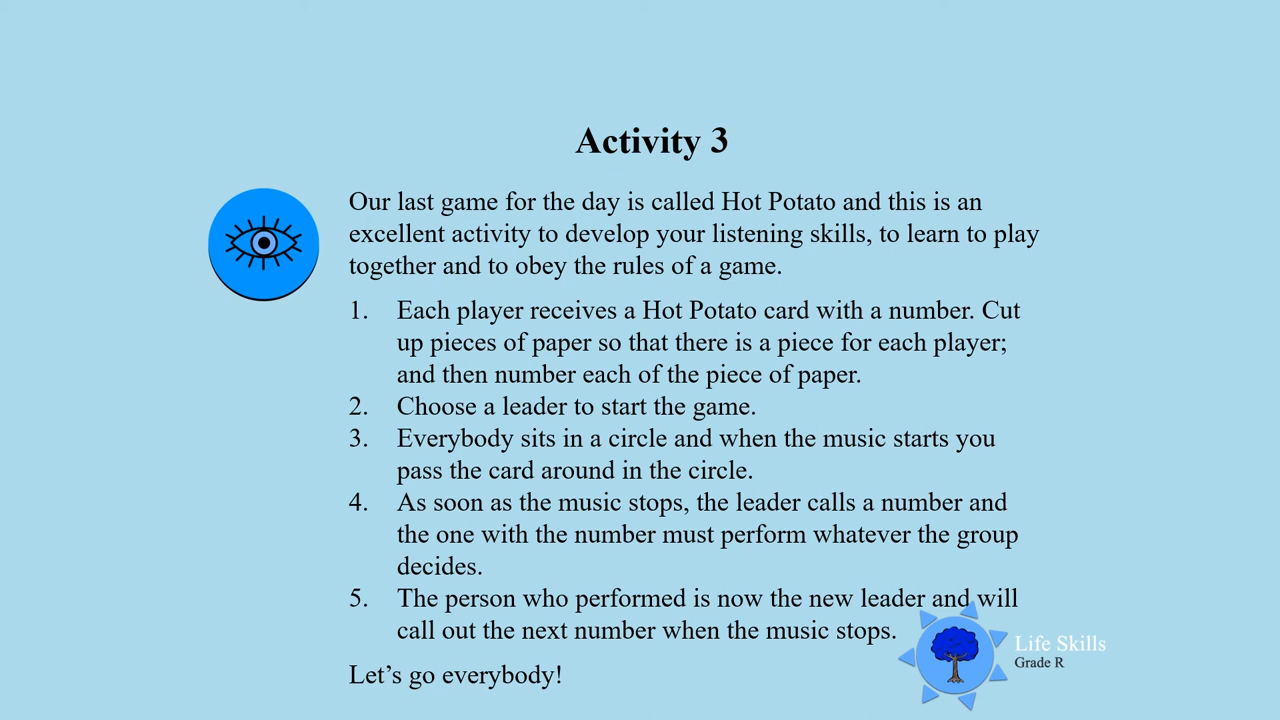 Activity 3
Our last game for the day is called Hot Potato and this is an
excellent activity to develop your listening skills, to learn to play
together and to obey the rules of a game.
1. Each player receives a Hot Potato card with a number. Cut
up pieces of paper so that there is a piece for each player;
and then number each of the piece of paper.
2. Choose a leader to start the game.
3. Everybody sits in a circle and when the music starts you
pass the card around in the circle.
4. As soon as the music stops, the leader calls a number and
the one with the number must perform whatever the group
decides.
5. The person who performed is now the new leader and will
call out the next number when the music stops.
Let’s go everybody!
Life Skills
Grade R